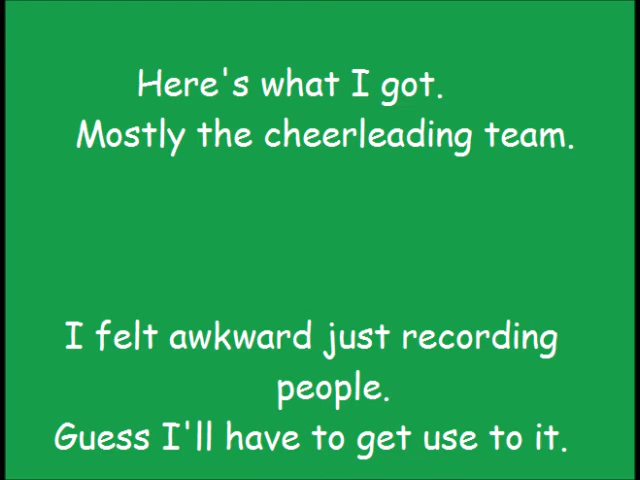 Here's what I got.
Mostly the cheerleading team.
I felt awkward just recording
people.
Guess I'll have to get use to it.